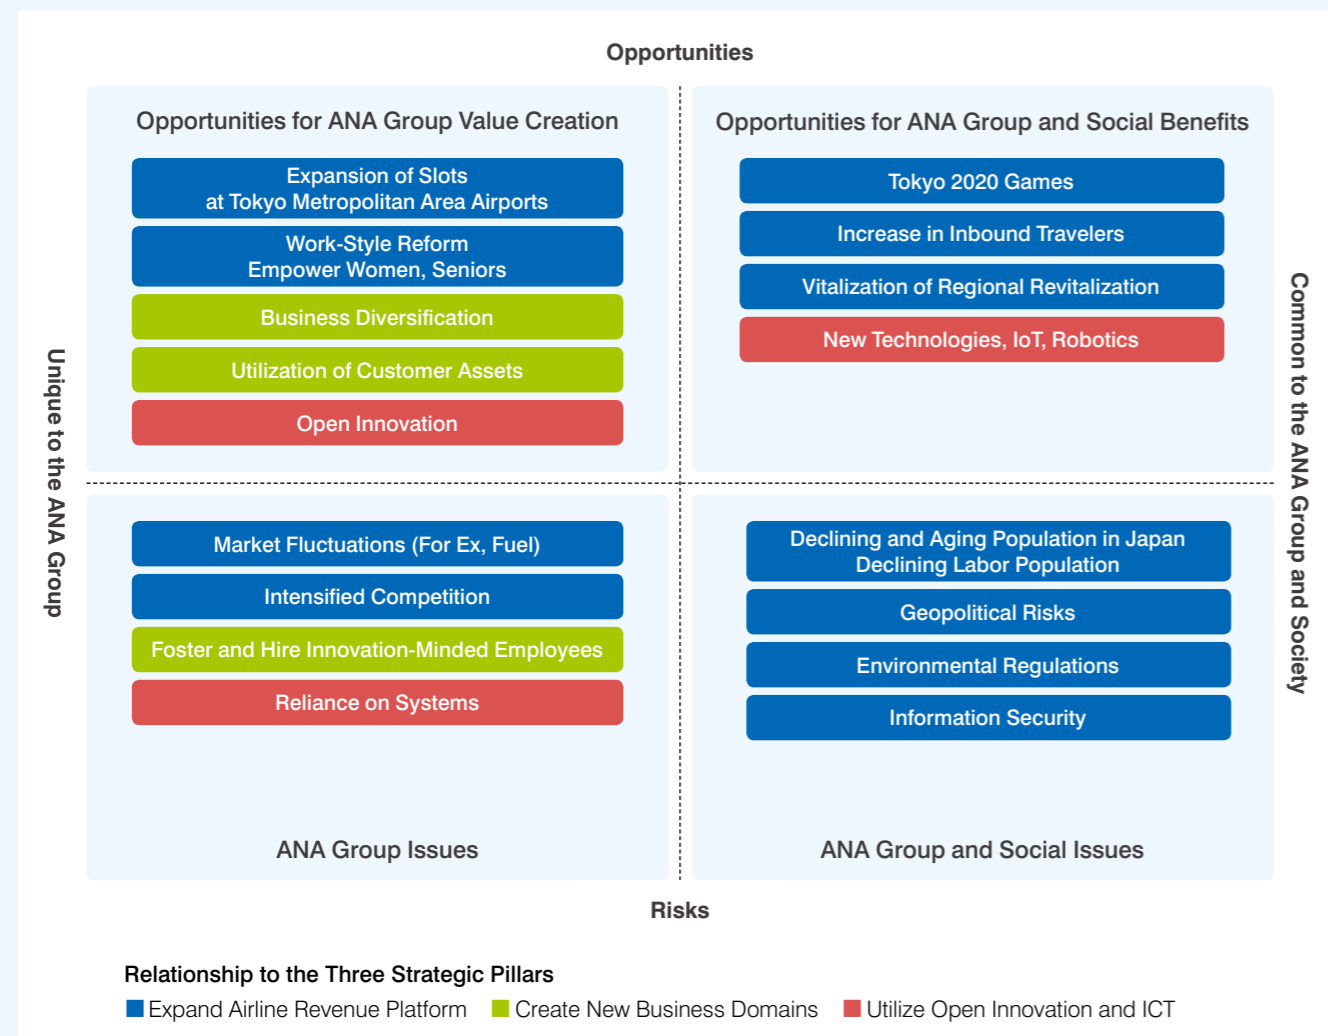 Opportunities
Opportunities for ANA Group Value Creation
Expansion of Slots
at Tokyo Metropolitan Area Airports
Work-Style Reform
Empower Women, Seniors
Business Diversification
Utilization of Customer Assets
Open Innovation
Opportunities for ANA Group and Social Benefits
Tokyo 2020 Games
Increase in Inbound Travelers
Vitalization of Regional Revitalization
New Technologies, IoT, Robotics
Unique to the ANA Group
Common to the ANA Group and Society
Market Fluctuations (For Ex, Fuel)
Intensified Competition
Foster and Hire Innovation-Minded Employees
Reliance on Systems
ANA Group Issues
Declining and Aging Population in Japan
Declining Labor Population
Geopolitical Risks
Environmental Regulations
Information Security
ANA Group and Social Issues
Risks
Relationship to the Three Strategic Pillars
Expand Airline Revenue Platform
Create New Business Domains
Utilize Open Innovation and ICT